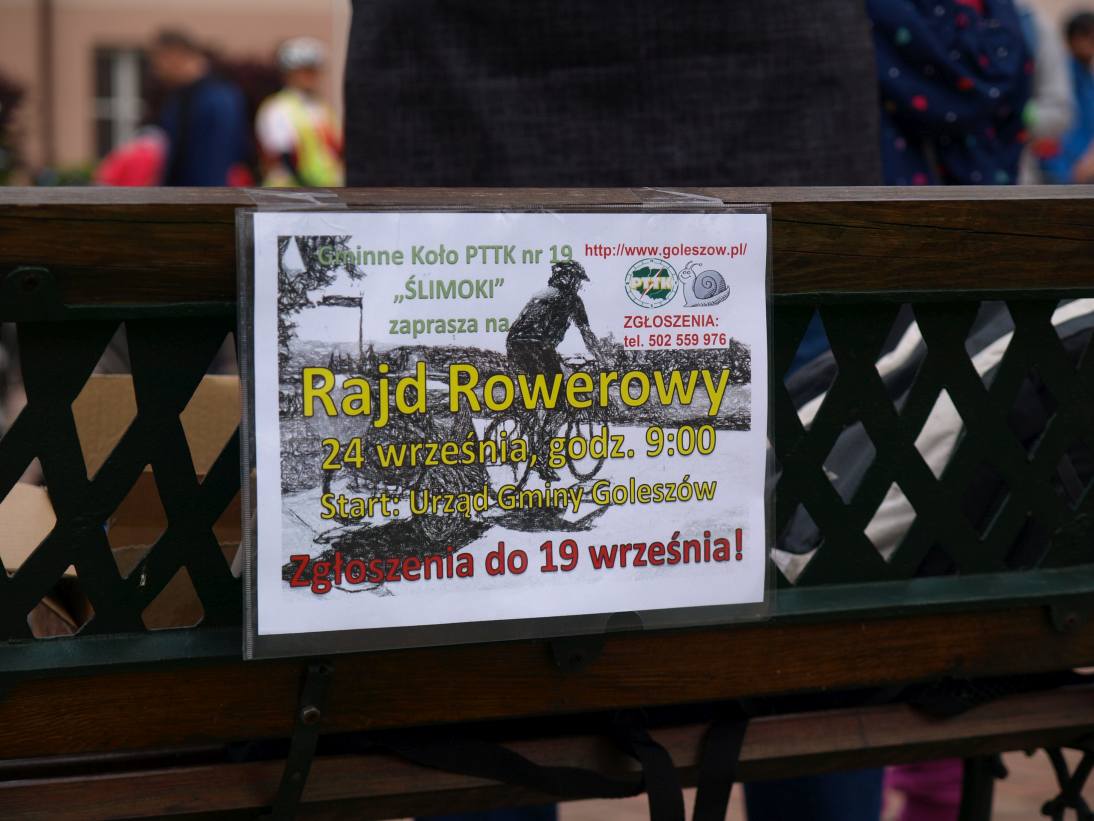 Gminne Koło PTTK nr 19
„ŚLIMOKI”
zaprasza na
http://www.goleszow.pl/
PTTK
ZGŁOSZENIA:
tel. 502 559 976
Rajd Rowerowy
24 września, godz. 9:00
Start: Urząd Gminy Goleszów
Zgłoszenia do 19 września!